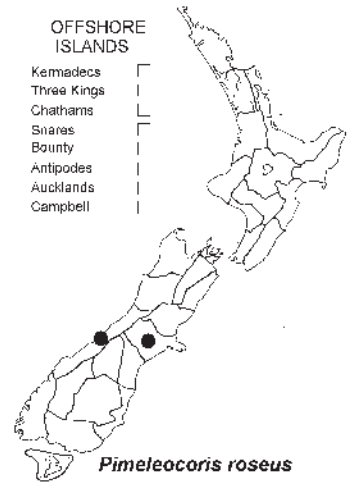 OFFSHORE
ISLANDS
Kermadecs
Three Kings
Chathams
Snares
Bounty
Antipodes
Aucklands
Campbell
Pimeleocoris roseus